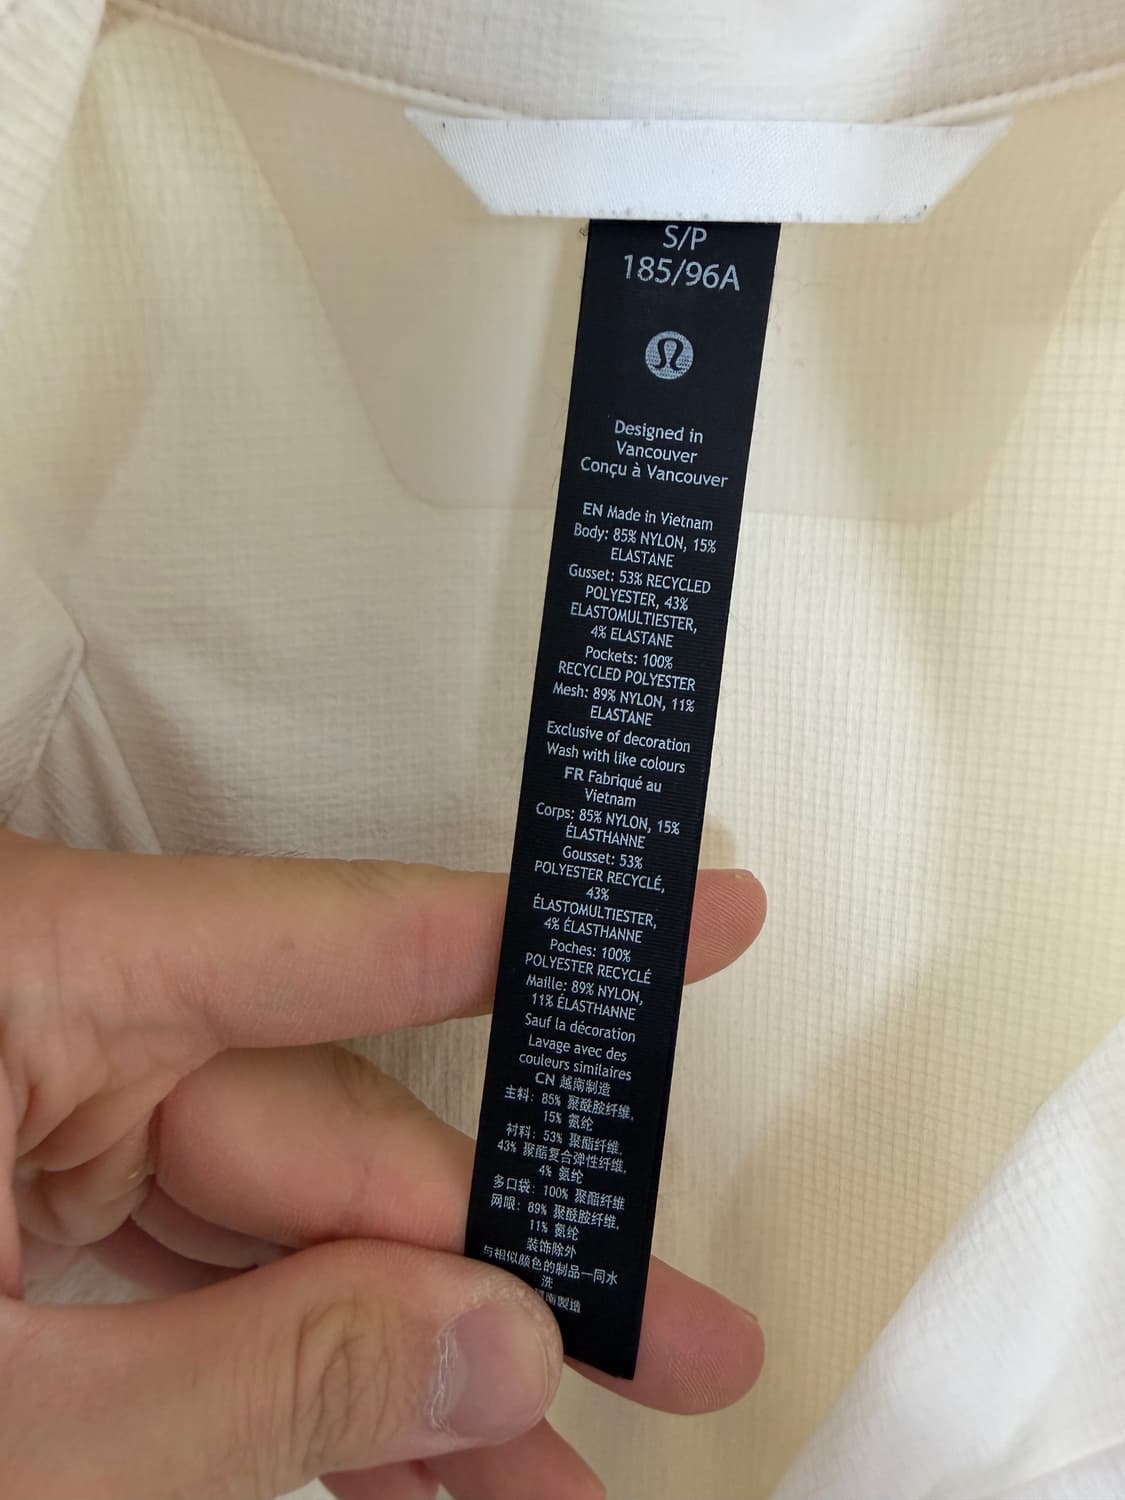 S/P
185/96A
Designed in
Vancouver
Conçu à Vancouver
EN Made in Vietnam
Body: 85% NYLON, 15%
ELASTANE
Gusset: 53% RECYCLED
POLYESTER, 43%
ELASTOMULTIESTER,
4% ELASTANE
Pockets: 100%
RECYCLED POLYESTER
Mesh: 89% NYLON, 11%
ELASTANE
Exclusive of decoration
Wash with like colours
FR Fabriqué au
Vietnam
Corps: 85% NYLON, 15%
ÉLASTHANNE
Gousset: 53%
POLYESTER RECYCLÉ,
43%
ÉLASTOMULTIESTER,
4% ÉLASTHANNE
Poches: 100%
POLYESTER RECYCLÉ
Maille: 89% NYLON,
11% ÉLASTHANNE
Sauf la décoration
Lavage avec des
couleurs similaires
CN 越南制造
主料: 85% 聚酰胺纤维,
15% 氨纶
衬料: 53% 聚酯纤维,
43% 聚酯复合弹性纤维,
4% 氨纶
多口袋: 100% 聚酯纤维
网眼: 89% 聚酰胺纤维,
11% 氨纶
装饰除外
与相似颜色的制品一同水
洗
南製造